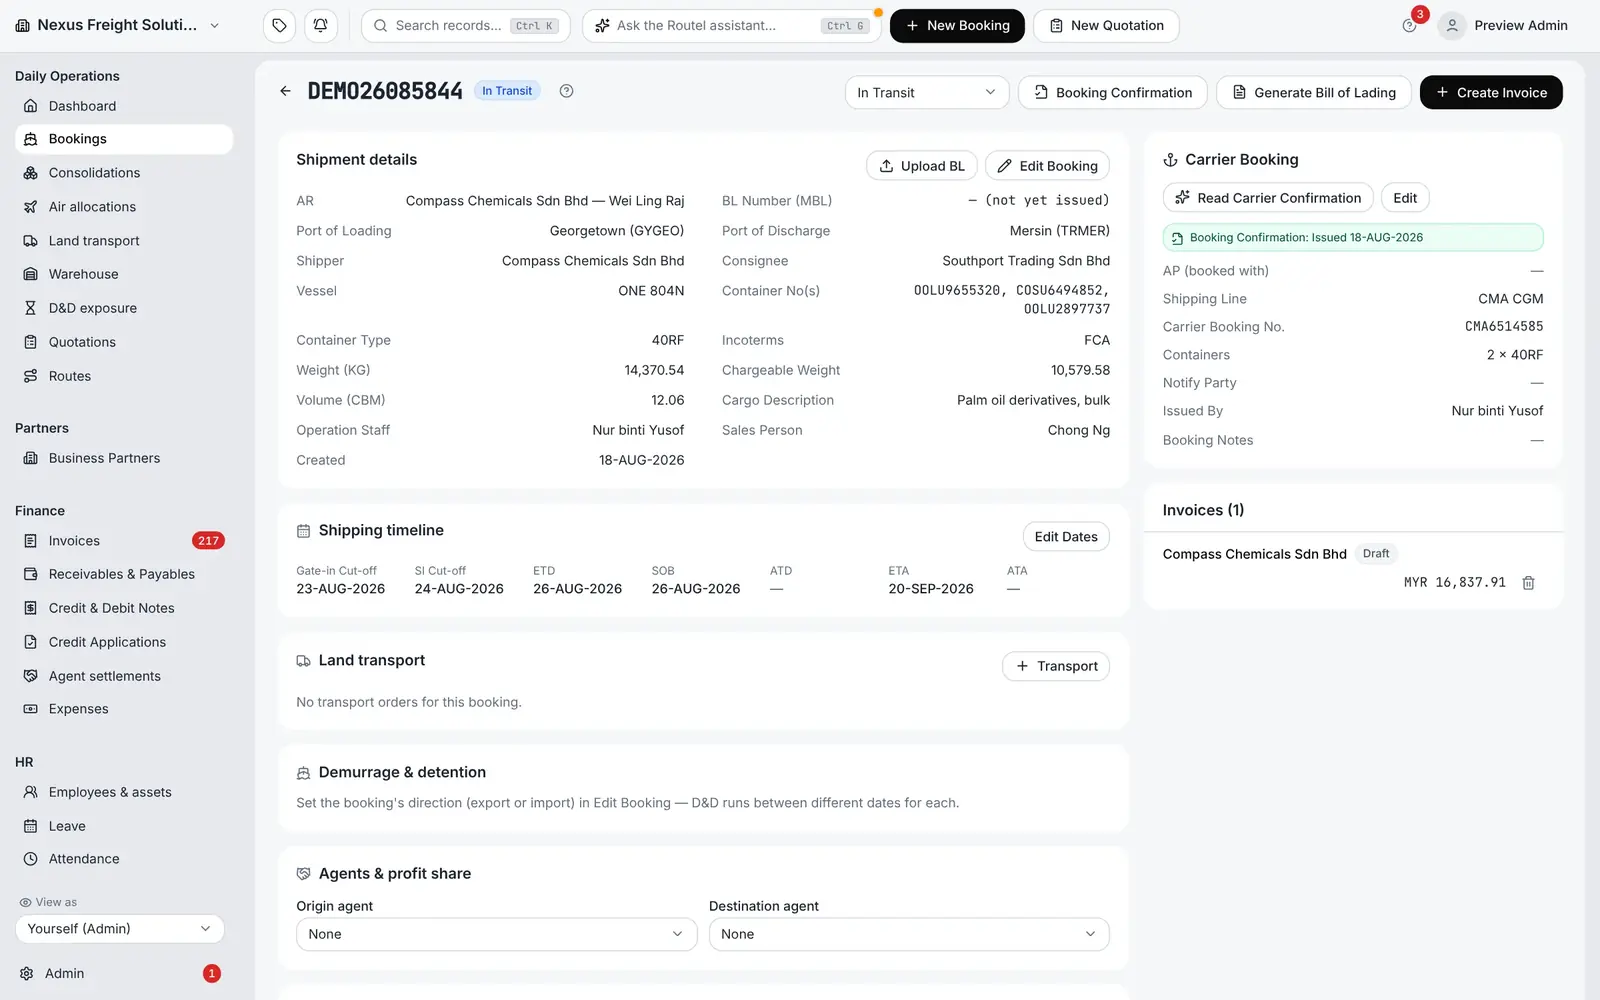 Nexus Freight Soluti...
Search records... Ctrl K
Ask the Routel assistant... Ctrl G
New Booking
New Quotation
3
Preview Admin
Daily Operations
Dashboard
Bookings
Consolidations
Air allocations
Land transport
Warehouse
D&D exposure
Quotations
Routes
Partners
Business Partners
Finance
Invoices 217
Receivables & Payables
Credit & Debit Notes
Credit Applications
Agent settlements
Expenses
HR
Employees & assets
Leave
Attendance
View as
Yourself (Admin)
Admin 1
DEMO26085844 In Transit
In Transit
Booking Confirmation
Generate Bill of Lading
Create Invoice
Shipment details
Upload BL
Edit Booking
AR Compass Chemicals Sdn Bhd — Wei Ling Raj
BL Number (MBL) — (not yet issued)
Port of Loading Georgetown (GYGEO)
Port of Discharge Mersin (TRMER)
Shipper Compass Chemicals Sdn Bhd
Consignee Southport Trading Sdn Bhd
Vessel ONE 804N
Container No(s) OOLU9655320, COSU6494852,
OOLU2897737
Container Type 40RF
Incoterms FCA
Weight (KG) 14,370.54
Chargeable Weight 10,579.58
Volume (CBM) 12.06
Cargo Description Palm oil derivatives, bulk
Operation Staff Nur binti Yusof
Sales Person Chong Ng
Created 18-AUG-2026
Shipping timeline
Edit Dates
Gate-in Cut-off SI Cut-off ETD SOB ATD ETA ATA
23-AUG-2026 24-AUG-2026 26-AUG-2026 26-AUG-2026 — 20-SEP-2026 —
Land transport
Transport
No transport orders for this booking.
Demurrage & detention
Set the booking's direction (export or import) in Edit Booking — D&D runs between different dates for each.
Agents & profit share
Origin agent Destination agent
None None
Carrier Booking
Read Carrier Confirmation
Edit
Booking Confirmation: Issued 18-AUG-2026
AP (booked with) —
Shipping Line CMA CGM
Carrier Booking No. CMA6514585
Containers 2 × 40RF
Notify Party —
Issued By Nur binti Yusof
Booking Notes —
Invoices (1)
Compass Chemicals Sdn Bhd Draft
MYR 16,837.91